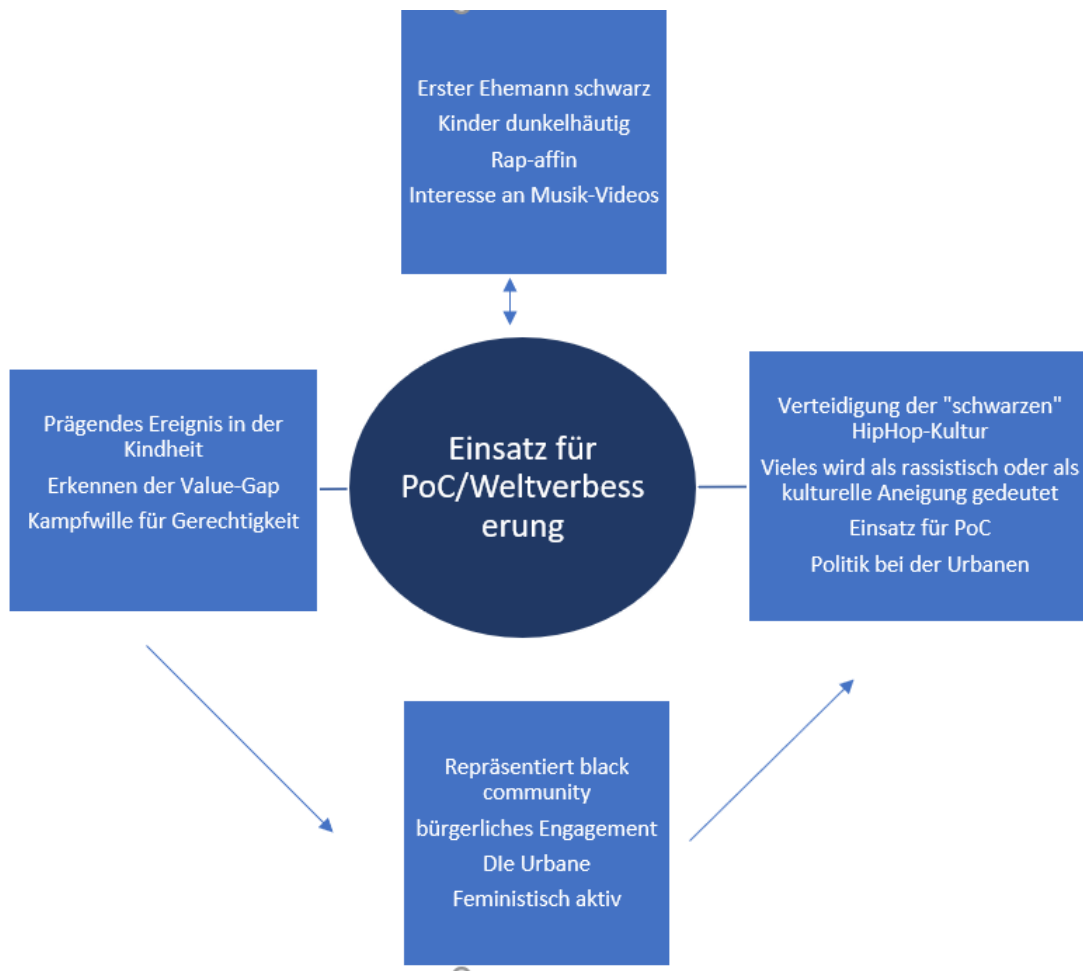 Erster Ehemann schwarz
Kinder dunkelhäutig
Rap-affin
Interesse an Musik-Videos
Prägendes Ereignis in der
Kindheit
Erkennen der Value-Gap
Kampfwille für Gerechtigkeit
Einsatz für
PoC/Weltverbess
erung
Verteidigung der "schwarzen"
HipHop-Kultur
Vieles wird als rassistisch oder als
kulturelle Aneigung gedeutet
Einsatz für PoC
Politik bei der Urbanen
Repräsentiert black
community
bürgerliches Engagement
DIe Urbane
Feministisch aktiv